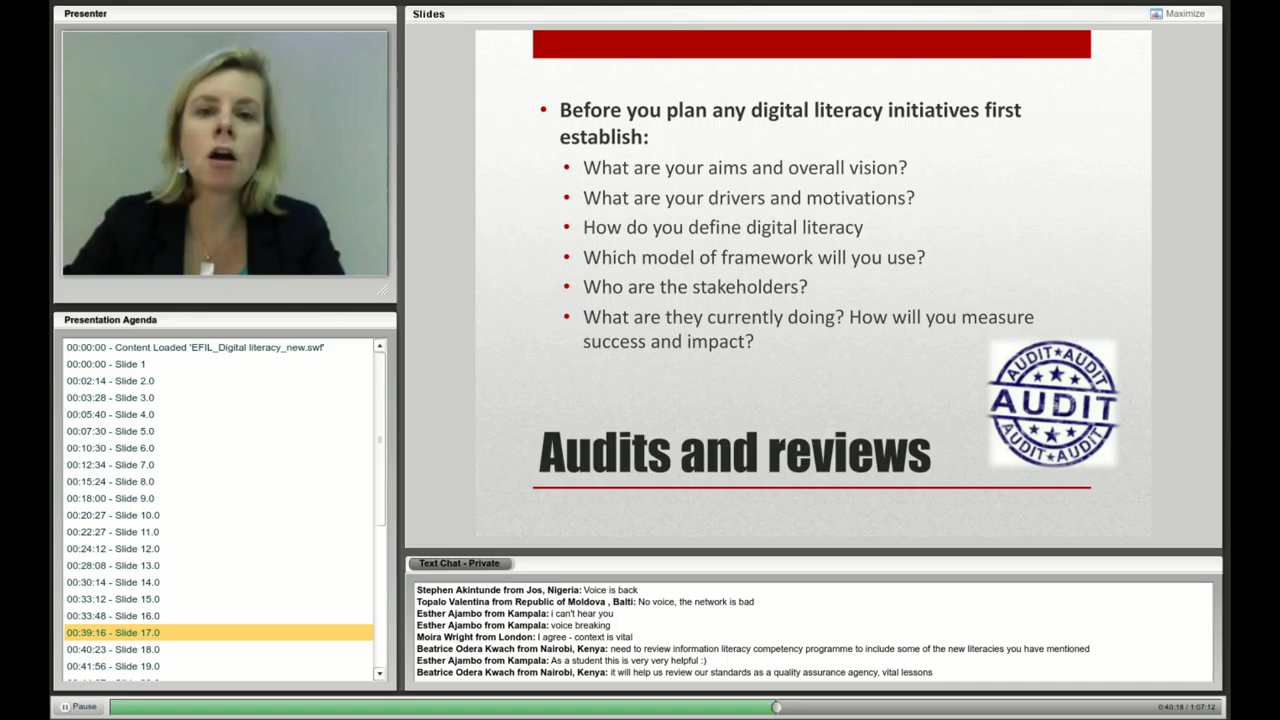 Presenter
Slides
Maximize
Before you plan any digital literacy initiatives first
establish:
What are your aims and overall vision?
What are your drivers and motivations?
How do you define digital literacy
Which model of framework will you use?
Who are the stakeholders?
What are they currently doing? How will you measure
success and impact?
AUDIT★AUDIT
AUDIT
AUDIT★AUDIT
Audits and reviews
Presentation Agenda
00:00:00 - Content Loaded 'EFIL_Digital literacy_new.swf'
00:00:00 - Slide 1
00:02:14 - Slide 2.0
00:03:28 - Slide 3.0
00:05:40 - Slide 4.0
00:07:30 - Slide 5.0
00:10:30 - Slide 6.0
00:12:34 - Slide 7.0
00:15:24 - Slide 8.0
00:18:00 - Slide 9.0
00:20:27 - Slide 10.0
00:22:27 - Slide 11.0
00:24:12 - Slide 12.0
00:28:08 - Slide 13.0
00:30:14 - Slide 14.0
00:33:12 - Slide 15.0
00:33:48 - Slide 16.0
00:39:16 - Slide 17.0
00:40:23 - Slide 18.0
00:41:56 - Slide 19.0
Text Chat - Private
Stephen Akintunde from Jos, Nigeria: Voice is back
Topalo Valentina from Republic of Moldova , Balti: No voice, the network is bad
Esther Ajambo from Kampala: i can't hear you
Esther Ajambo from Kampala: voice breaking
Moira Wright from London: I agree - context is vital
Beatrice Odera Kwach from Nairobi, Kenya: need to review information literacy competency programme to include some of the new literacies you have mentioned
Esther Ajambo from Kampala: As a student this is very very helpful :)
Beatrice Odera Kwach from Nairobi, Kenya: it will help us review our standards as a quality assurance agency, vital lessons
Pause
0:40:18 / 1:07:12